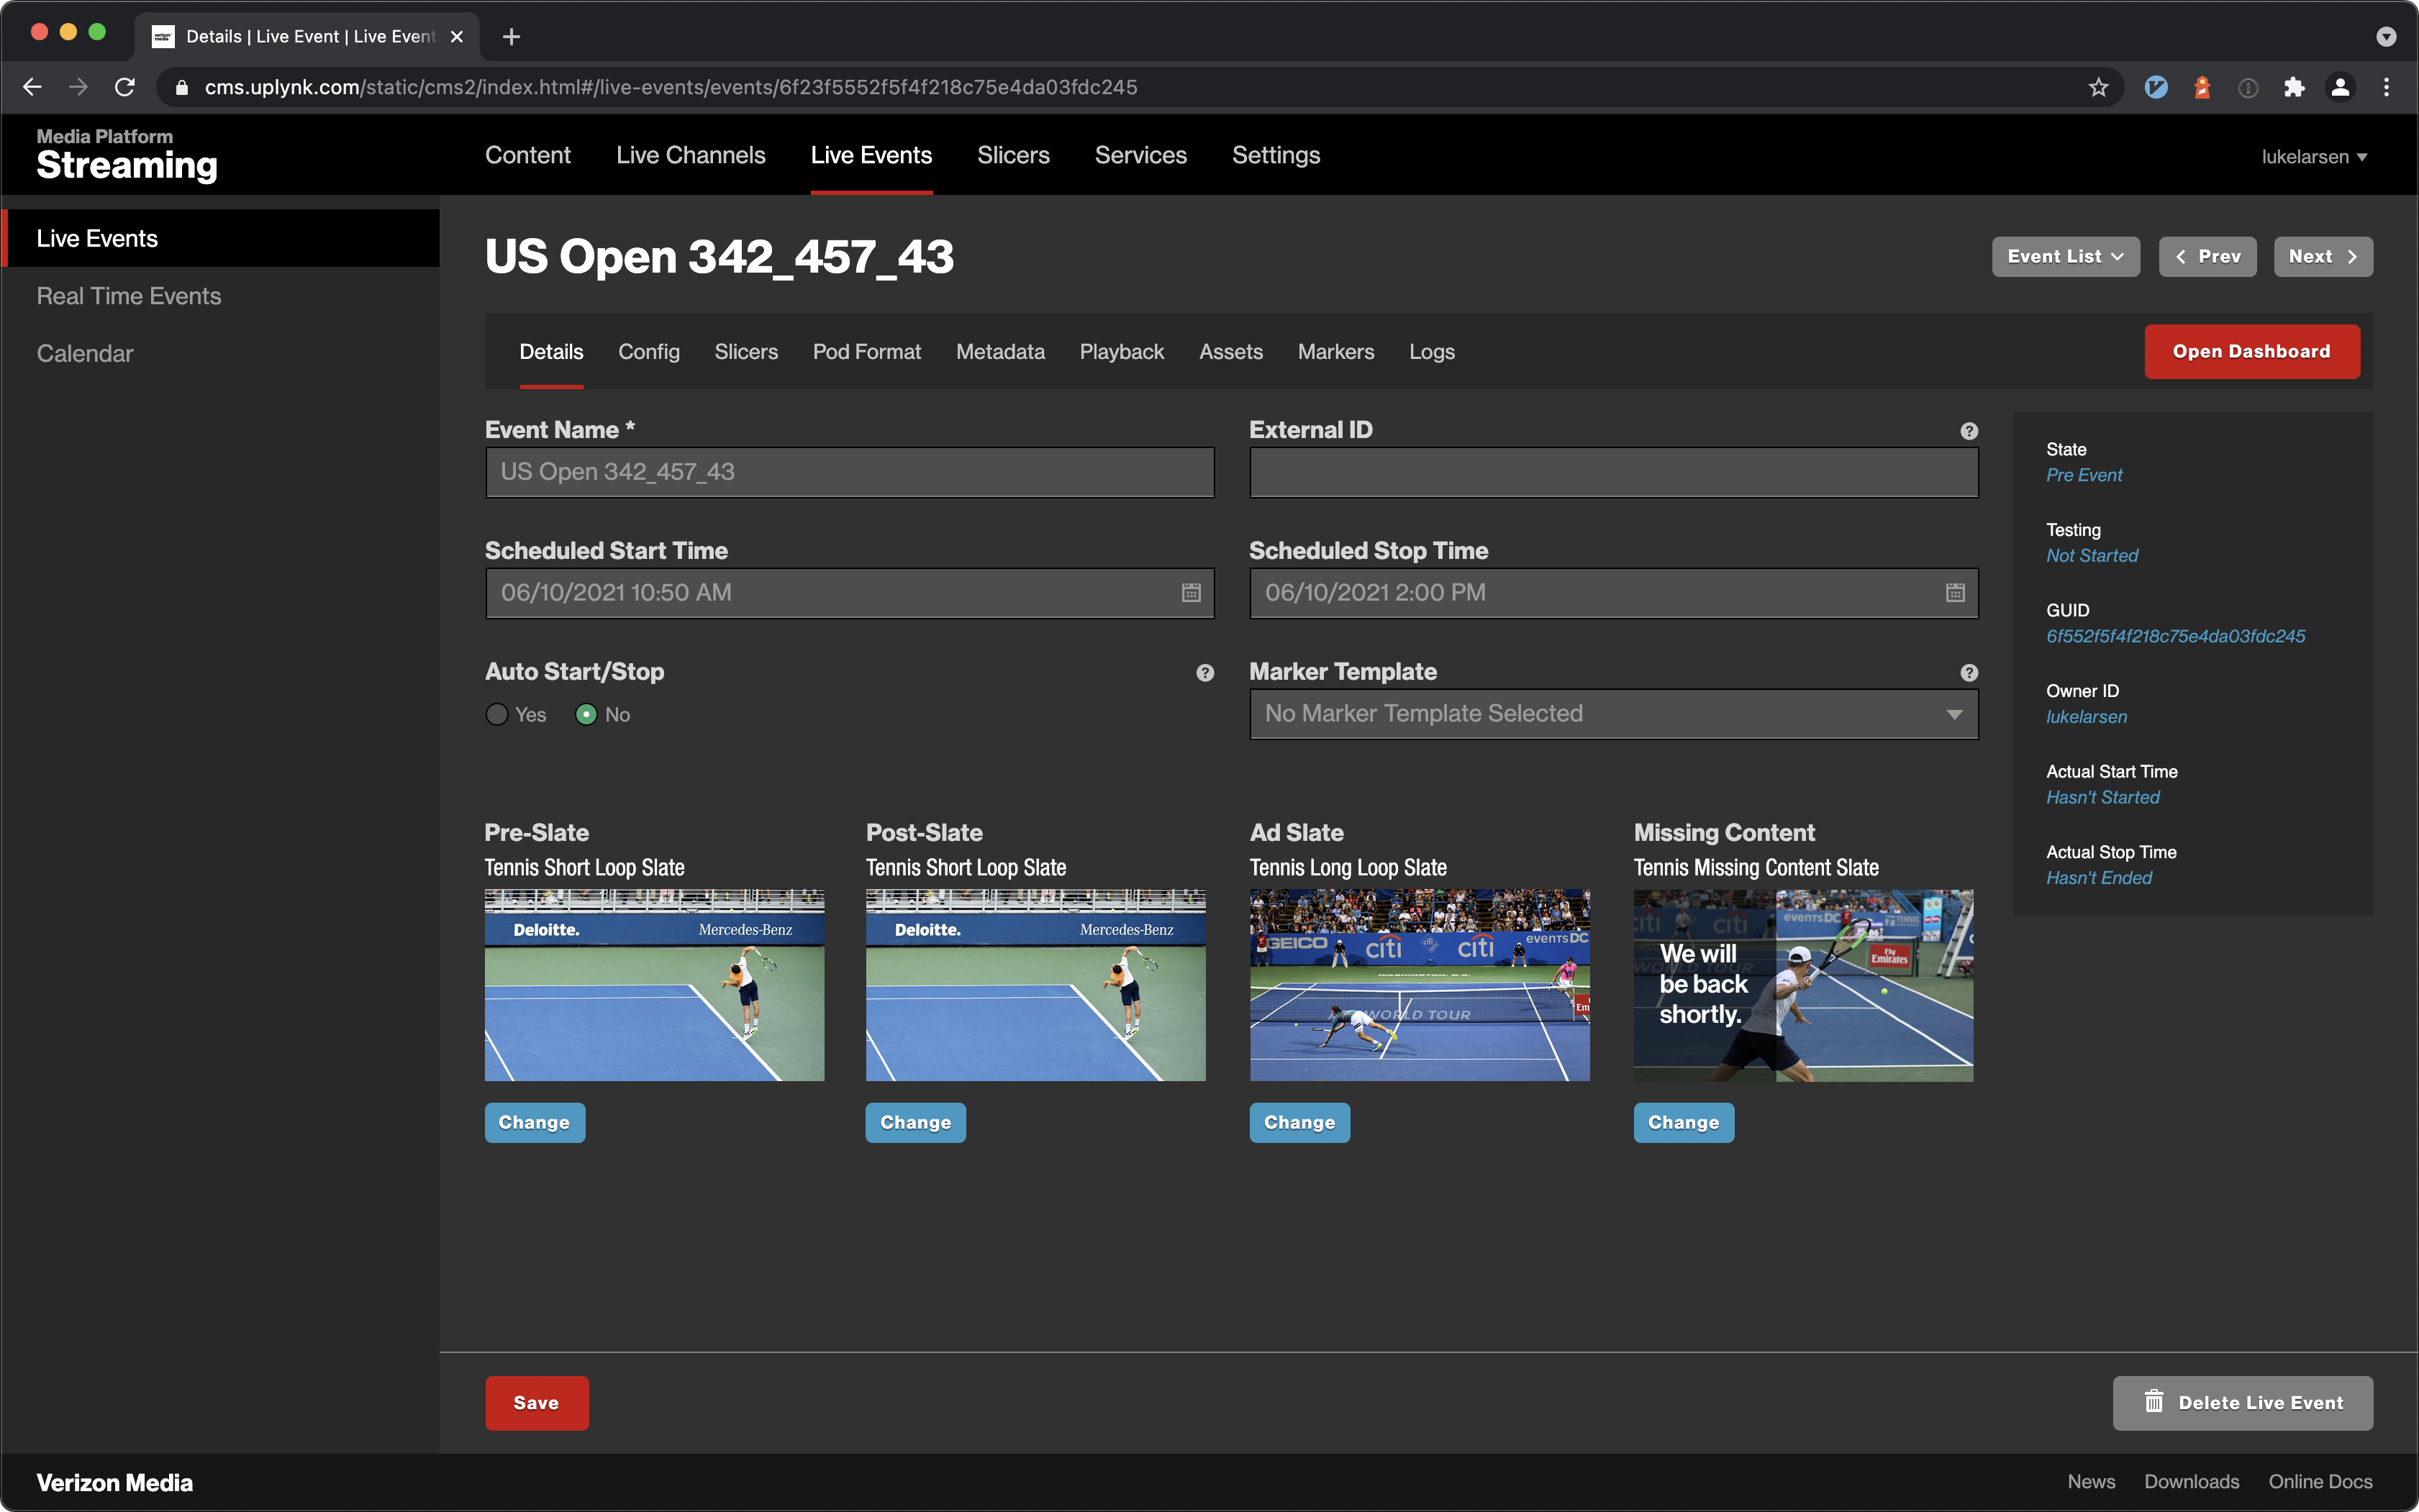 Details | Live Event | Live Event
cms.uplynk.com/static/cms2/index.html#/live-events/events/6f23f5552f5f4f218c75e4da03fdc245
Media Platform
Streaming
Content
Live Channels
Live Events
Slicers
Services
Settings
lukelarsen
Live Events
Real Time Events
Calendar
US Open 342_457_43
Event List
Prev
Next
Details
Config
Slicers
Pod Format
Metadata
Playback
Assets
Markers
Logs
Open Dashboard
Event Name *
US Open 342_457_43
External ID
Scheduled Start Time
06/10/2021 10:50 AM
Scheduled Stop Time
06/10/2021 2:00 PM
Auto Start/Stop
Yes
No
Marker Template
No Marker Template Selected
State
Pre Event
Testing
Not Started
GUID
6f552f5f4f218c75e4da03fdc245
Owner ID
lukelarsen
Actual Start Time
Hasn't Started
Actual Stop Time
Hasn't Ended
Pre-Slate
Tennis Short Loop Slate
Deloitte.
Mercedes-Benz
Change
Post-Slate
Tennis Short Loop Slate
Deloitte.
Mercedes-Benz
Change
Ad Slate
Tennis Long Loop Slate
GEICO
citi
citi
eventsDC
WASHINGTON, D.C.
WORLD TOUR
Change
Missing Content
Tennis Missing Content Slate
citi
citi
eventsDC
Fly
Emirates
WORLD TOUR
We will
be back
shortly.
Change
Save
Delete Live Event
Verizon Media
News
Downloads
Online Docs